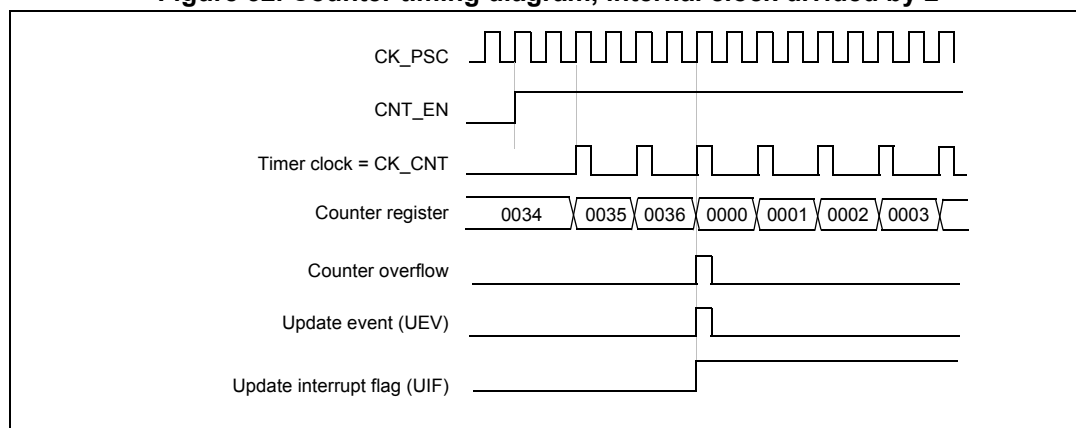 Figure 52. Counter timing diagram, internal clock divided by 2
CK_PSC
CNT_EN
Timer clock = CK_CNT
Counter register 0034 0035 0036 0000 0001 0002 0003
Counter overflow
Update event (UEV)
Update interrupt flag (UIF)